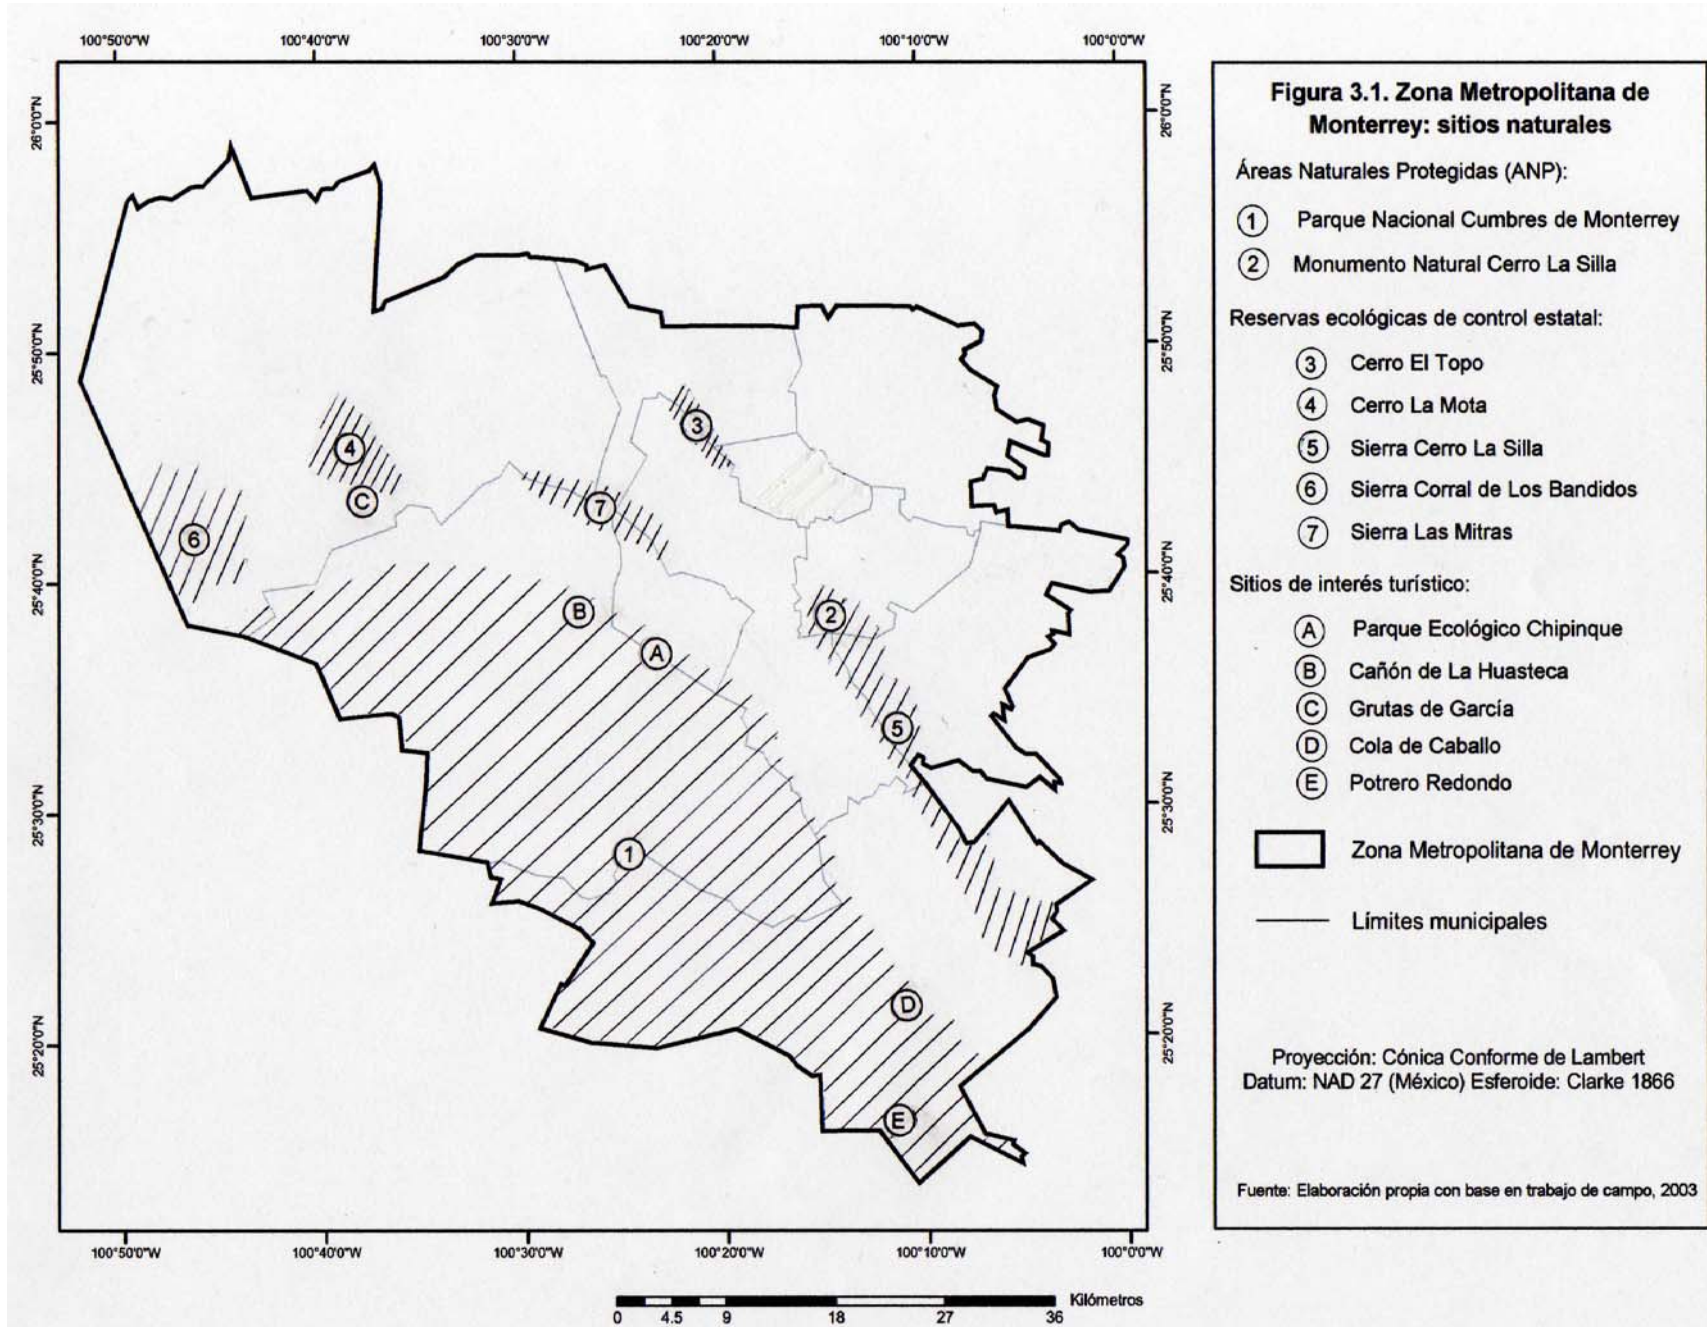 100°50'0"W 100°40'0"W 100°30'0"W 100°20'0"W 100°10'0"W 100°0'0"W
26°0'0"N
25°50'0"N
25°40'0"N
25°30'0"N
25°20'0"N
3
4
C
7
6
B
2
A
5
1
D
E
26°0'0"N
25°50'0"N
25°40'0"N
25°30'0"N
25°20'0"N
100°50'0"W 100°40'0"W 100°30'0"W 100°20'0"W 100°10'0"W 100°0'0"W
Kilómetros
0 4.5 9 18 27 36
Figura 3.1. Zona Metropolitana de
Monterrey: sitios naturales
Áreas Naturales Protegidas (ANP):
1 Parque Nacional Cumbres de Monterrey
2 Monumento Natural Cerro La Silla
Reservas ecológicas de control estatal:
3 Cerro El Topo
4 Cerro La Mota
5 Sierra Cerro La Silla
6 Sierra Corral de Los Bandidos
7 Sierra Las Mitras
Sitios de interés turístico:
A Parque Ecológico Chipinque
B Cañón de La Huasteca
C Grutas de García
D Cola de Caballo
E Potrero Redondo
Zona Metropolitana de Monterrey
Límites municipales
Proyección: Cónica Conforme de Lambert
Datum: NAD 27 (México) Esferoide: Clarke 1866
Fuente: Elaboración propia con base en trabajo de campo, 2003